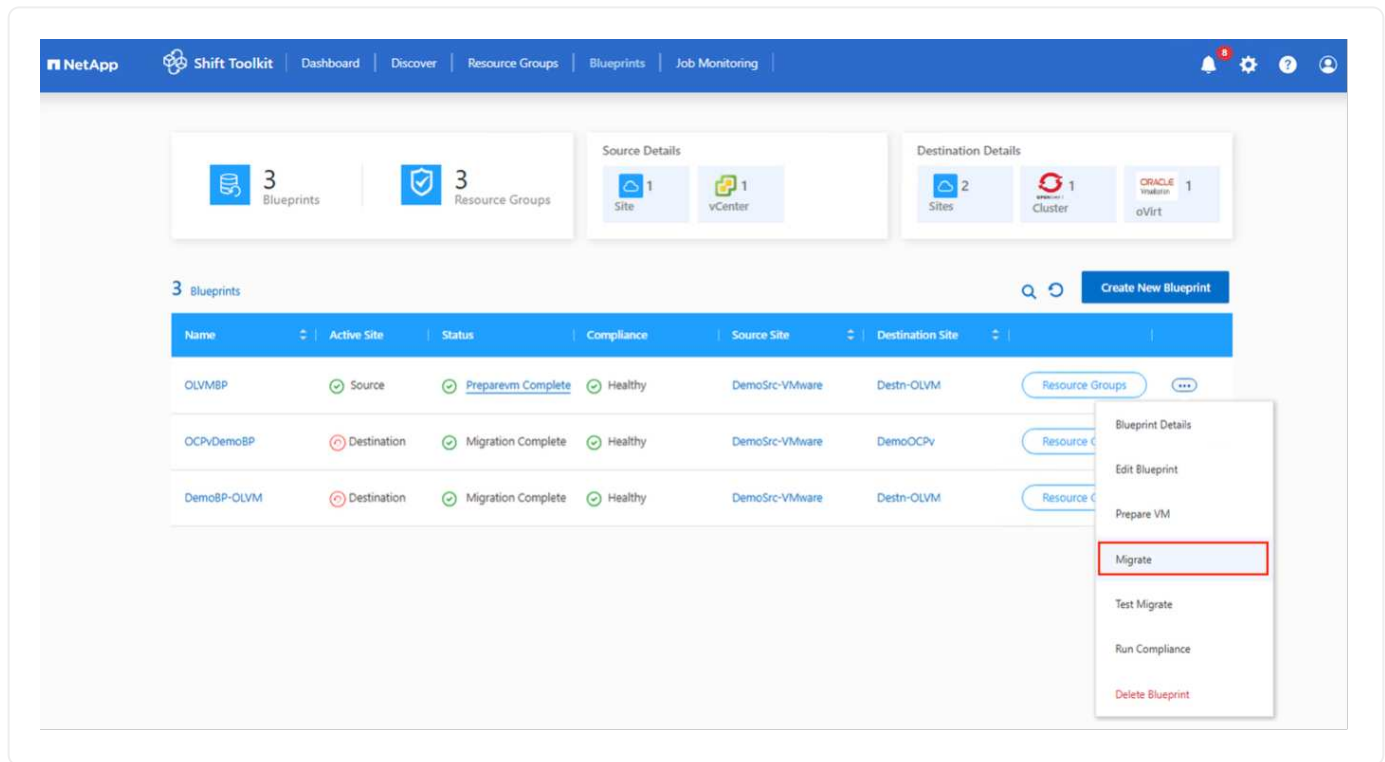 NetApp Shift Toolkit Dashboard Discover Resource Groups Blueprints Job Monitoring 8
3 Blueprints
3 Resource Groups
Source Details
1 Site
1 vCenter
Destination Details
2 Sites
1 Cluster
ORACLE
1 oVirt
3 Blueprints Create New Blueprint
Name Active Site Status Compliance Source Site Destination Site
OLVMBP Source Preparevm Complete Healthy DemoSrc-VMware Destn-OLVM Resource Groups
OCPvDemoBP Destination Migration Complete Healthy DemoSrc-VMware DemoOCPv Resource
DemoBP-OLVM Destination Migration Complete Healthy DemoSrc-VMware Destn-OLVM Resource
Blueprint Details
Edit Blueprint
Prepare VM
Migrate
Test Migrate
Run Compliance
Delete Blueprint